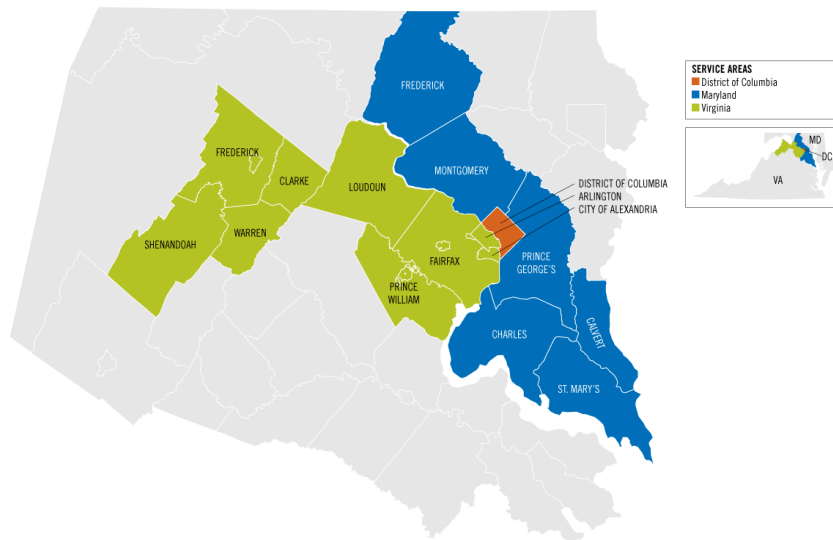 SERVICE AREAS
District of Columbia
Maryland
Virginia
MD
DC
VA
FREDERICK
MONTGOMERY
FREDERICK
CLARKE
LOUDOUN
DISTRICT OF COLUMBIA
ARLINGTON
CITY OF ALEXANDRIA
SHENANDOAH
WARREN
FAIRFAX
PRINCE
GEORGE'S
PRINCE
WILLIAM
CHARLES
CALVERT
ST. MARY'S